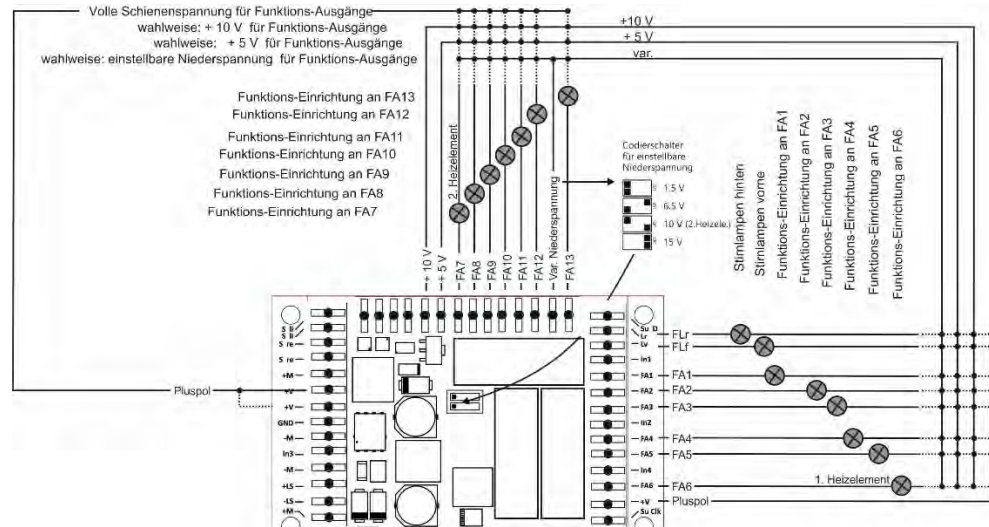 Volle Schienenspannung für Funktions-Ausgänge
wahlweise: + 10 V für Funktions-Ausgänge
wahlweise: + 5 V für Funktions-Ausgänge
wahlweise: einstellbare Niederspannung für Funktions-Ausgänge
+10 V
+ 5 V
var.
Funktions-Einrichtung an FA13
Funktions-Einrichtung an FA12
Funktions-Einrichtung an FA11
Funktions-Einrichtung an FA10
Funktions-Einrichtung an FA9
Funktions-Einrichtung an FA8
Funktions-Einrichtung an FA7
2. Heizelement
Var. Niederspannung
Codierschalter
für einstellbare
Niederspannung
1.5 V
6.5 V
10 V (2.Heizele.)
15 V
Stirnlampen hinten
Stirnlampen vorne
Funktions-Einrichtung an FA1
Funktions-Einrichtung an FA2
Funktions-Einrichtung an FA3
Funktions-Einrichtung an FA4
Funktions-Einrichtung an FA5
Funktions-Einrichtung an FA6
+ 10 V
+ 5 V
FA7
FA8
FA9
FA10
FA11
FA12
FA13
S li
S li
S re
S re
+M
+V
+V
GND
-M
In3
-M
+LS
-LS
+M
Pluspol
Su D
Lr
Lv
In1
FA1
FA2
FA3
In2
FA4
FA5
In4
FA6
+V
Su Clk
FLr
FLf
FA1
FA2
FA3
FA4
FA5
FA6
1. Heizelement
Pluspol